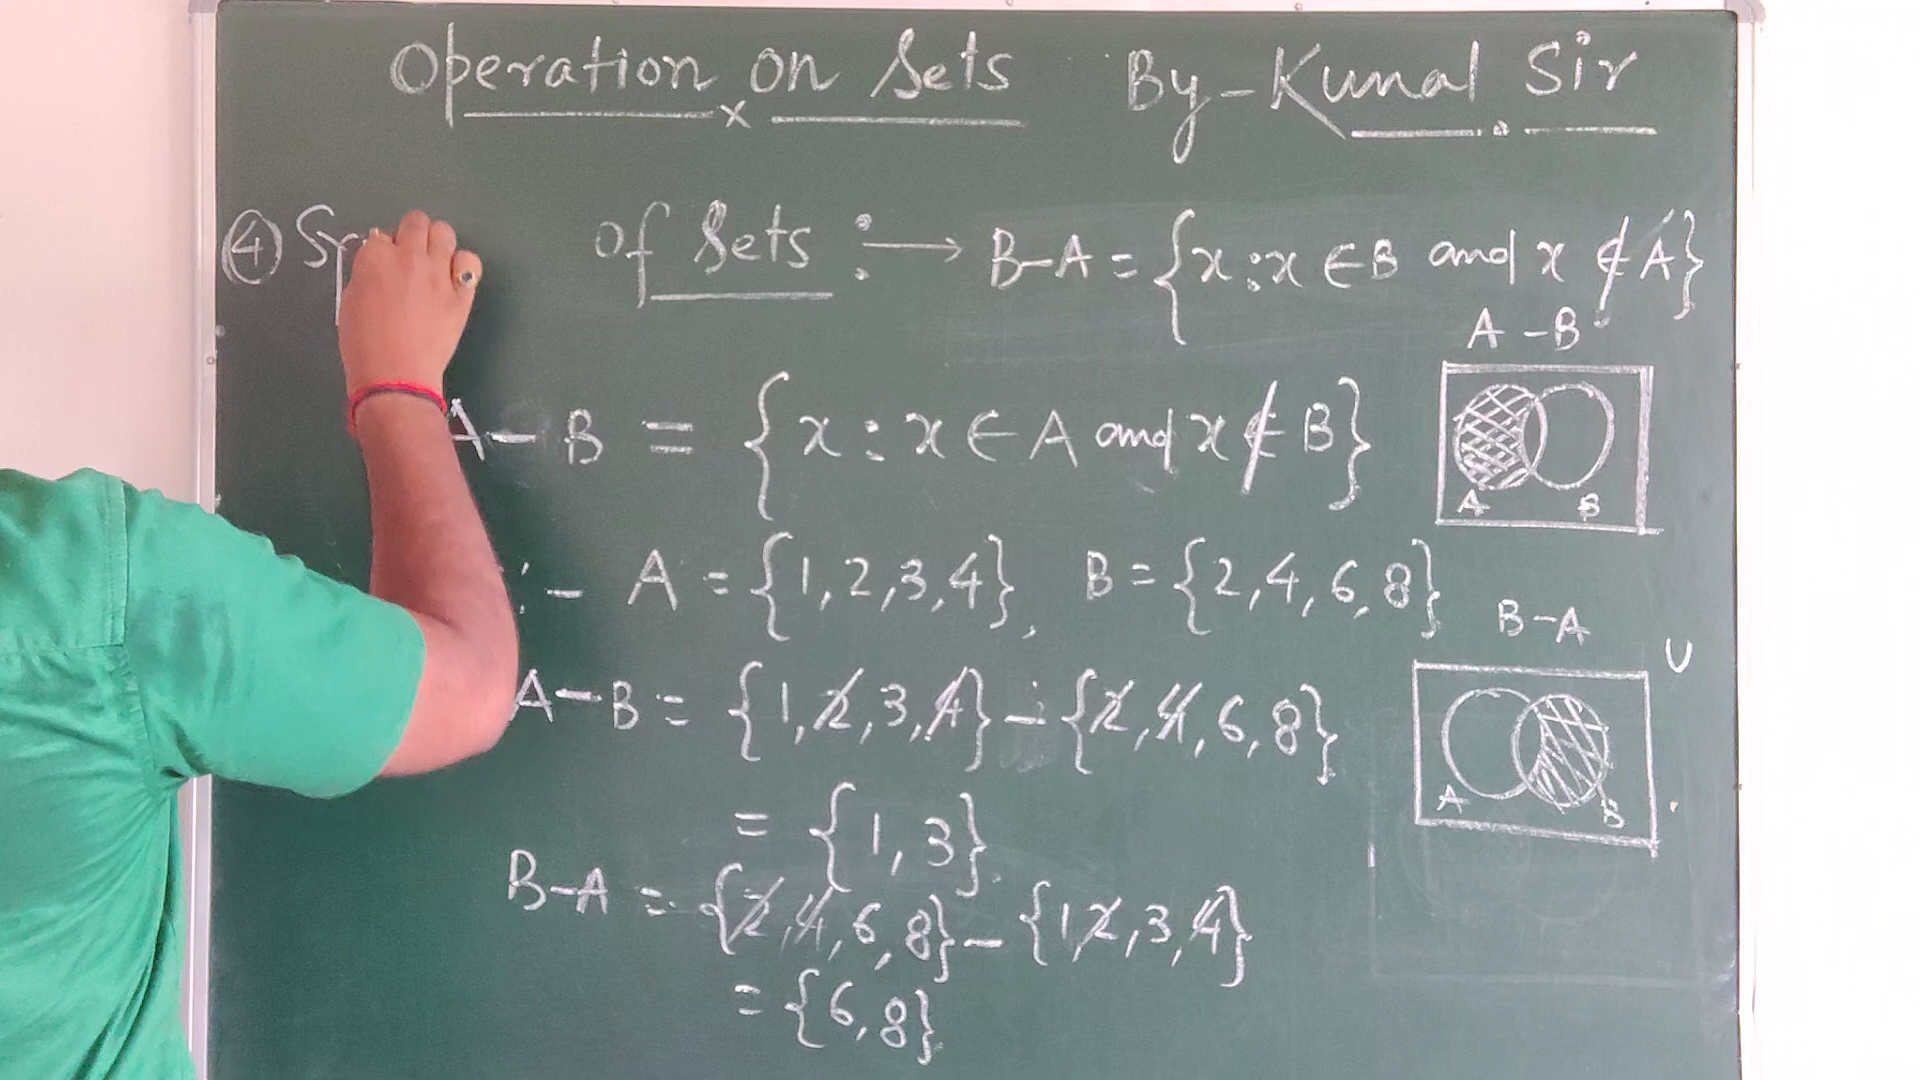 Operation on Sets By-Kunal Sir
④ Sy of Sets :→ B-A = {x : x ∈ B and x ∉ A}
A - B
A - B = {x : x ∈ A and x ∉ B}
A B
:- A = {1, 2, 3, 4}, B = {2, 4, 6, 8}
B-A
U
A-B = {1, 2, 3, 4} - {2, 4, 6, 8}
A B
= {1, 3}
B-A = {2, 4, 6, 8} - {1, 2, 3, 4}
= {6, 8}